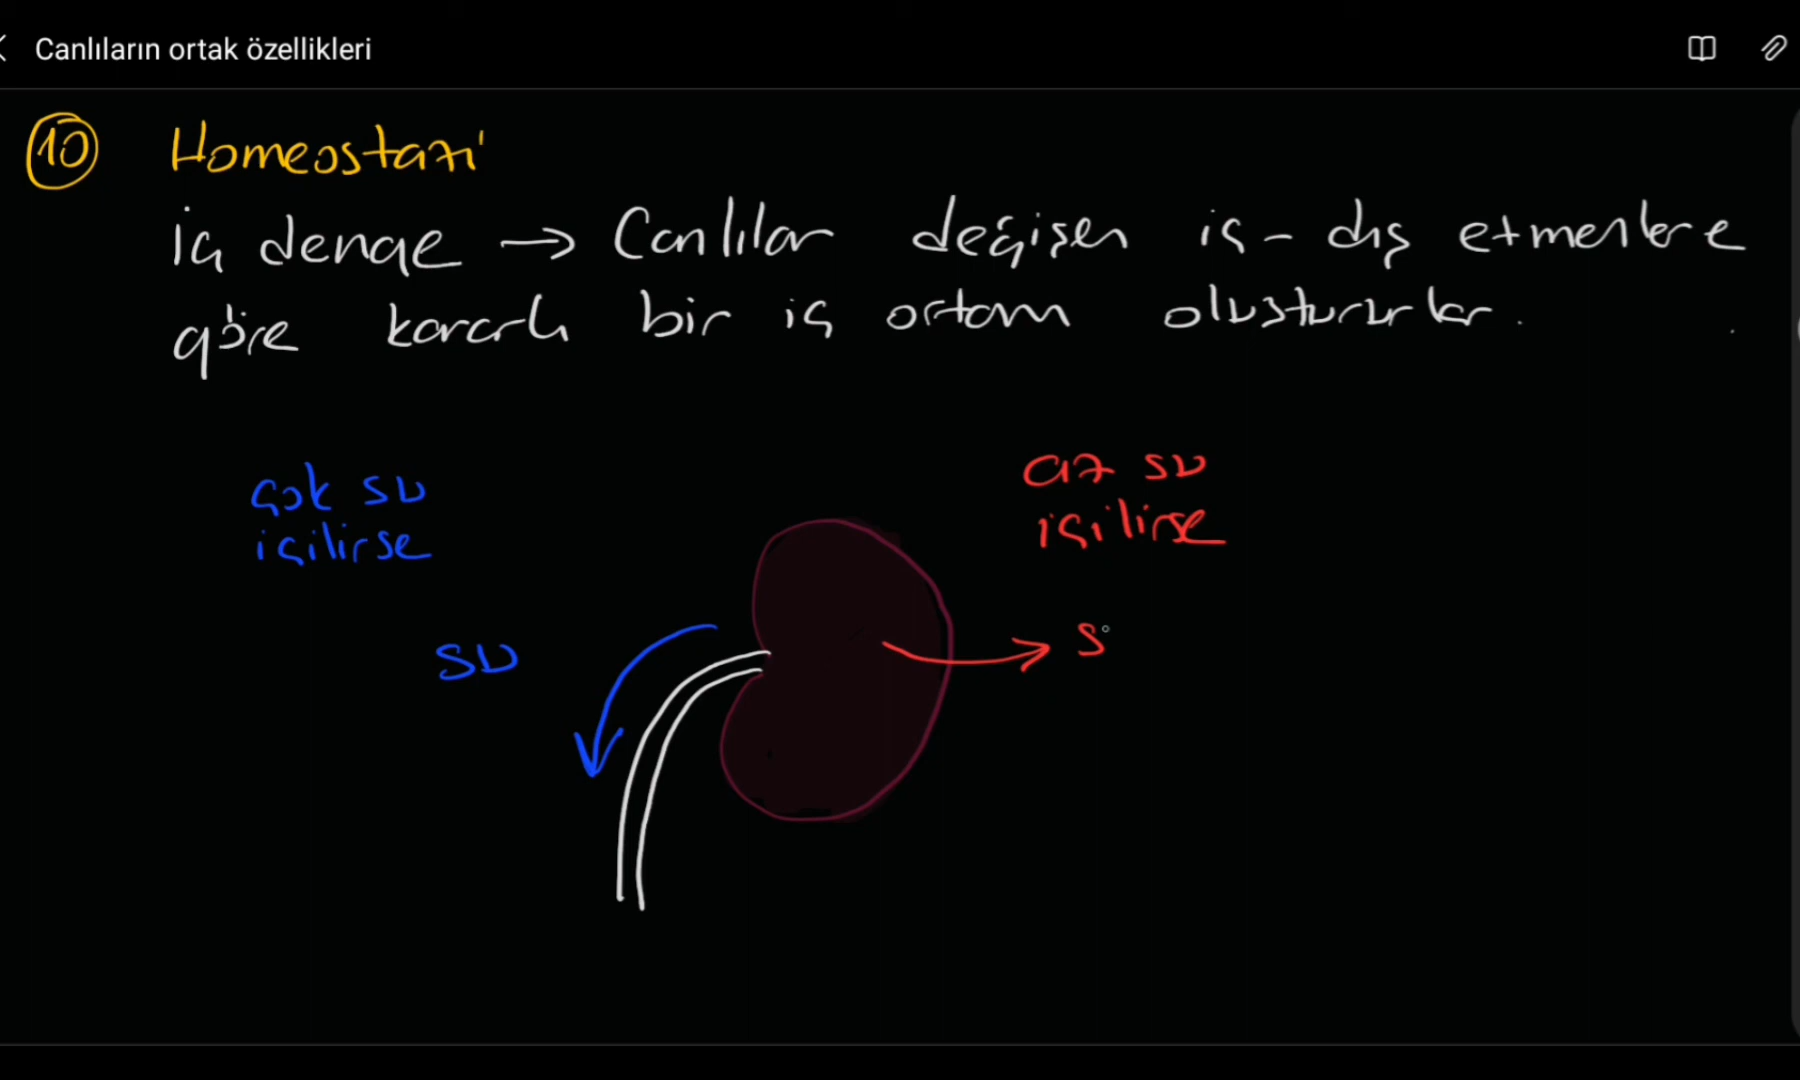 Canlıların ortak özellikleri
10 Homeostazi
İç denge → Canlılar değişen iç - dış etmenlere
göre kararlı bir iç ortam oluştururlar.
çok su
içilirse
az su
içilirse
su
s